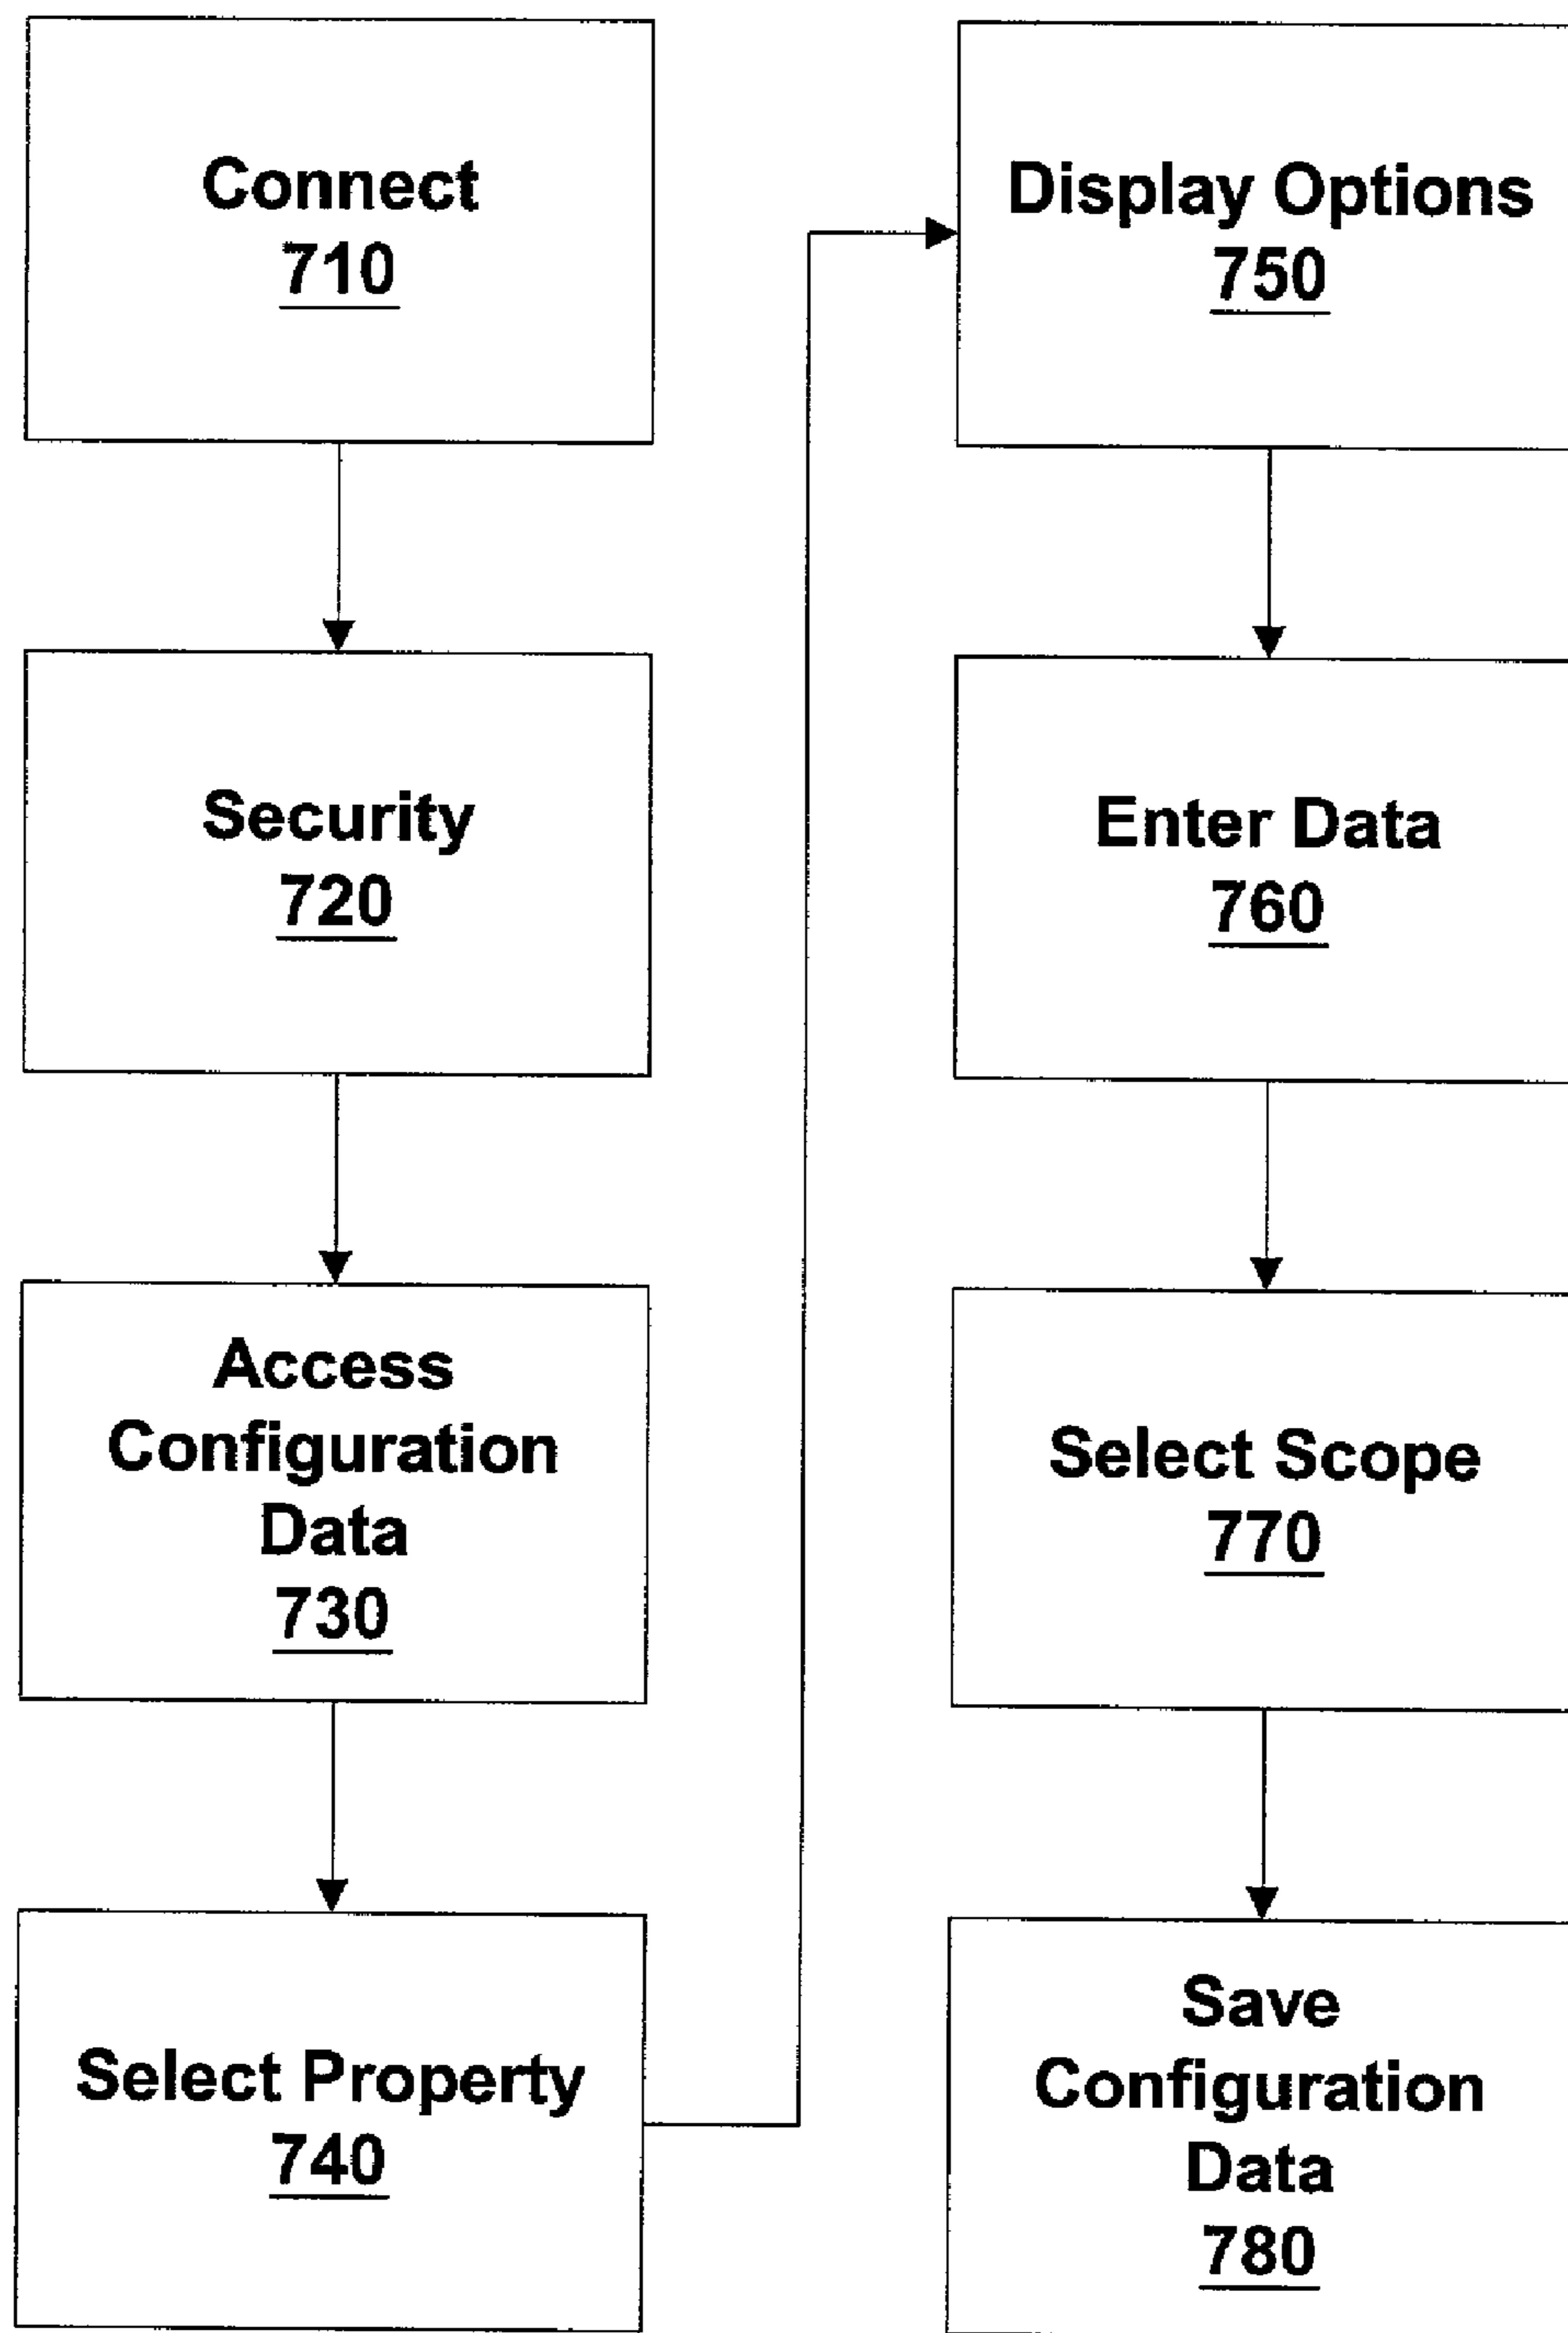 Connect
710
Security
720
Access
Configuration
Data
730
Select Property
740
Display Options
750
Enter Data
760
Select Scope
770
Save
Configuration
Data
780